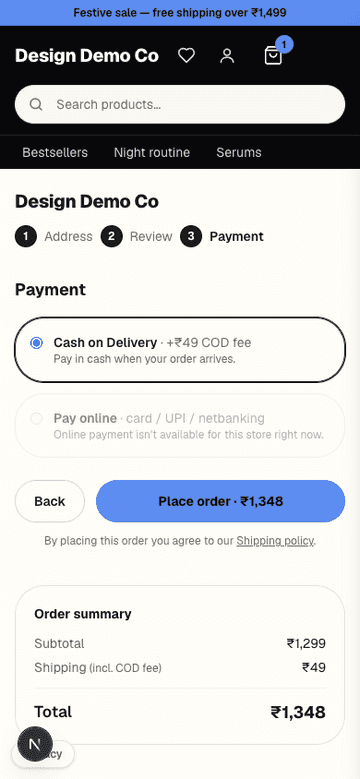 Festive sale — free shipping over ₹1,499
Design Demo Co
1
Search products…
Bestsellers Night routine Serums
Design Demo Co
1 Address 2 Review 3 Payment
Payment
Cash on Delivery · +₹49 COD fee
Pay in cash when your order arrives.
Pay online · card / UPI / netbanking
Online payment isn't available for this store right now.
Back Place order · ₹1,348
By placing this order you agree to our Shipping policy.
Order summary
Subtotal ₹1,299
Shipping (incl. COD fee) ₹49
Total ₹1,348
N